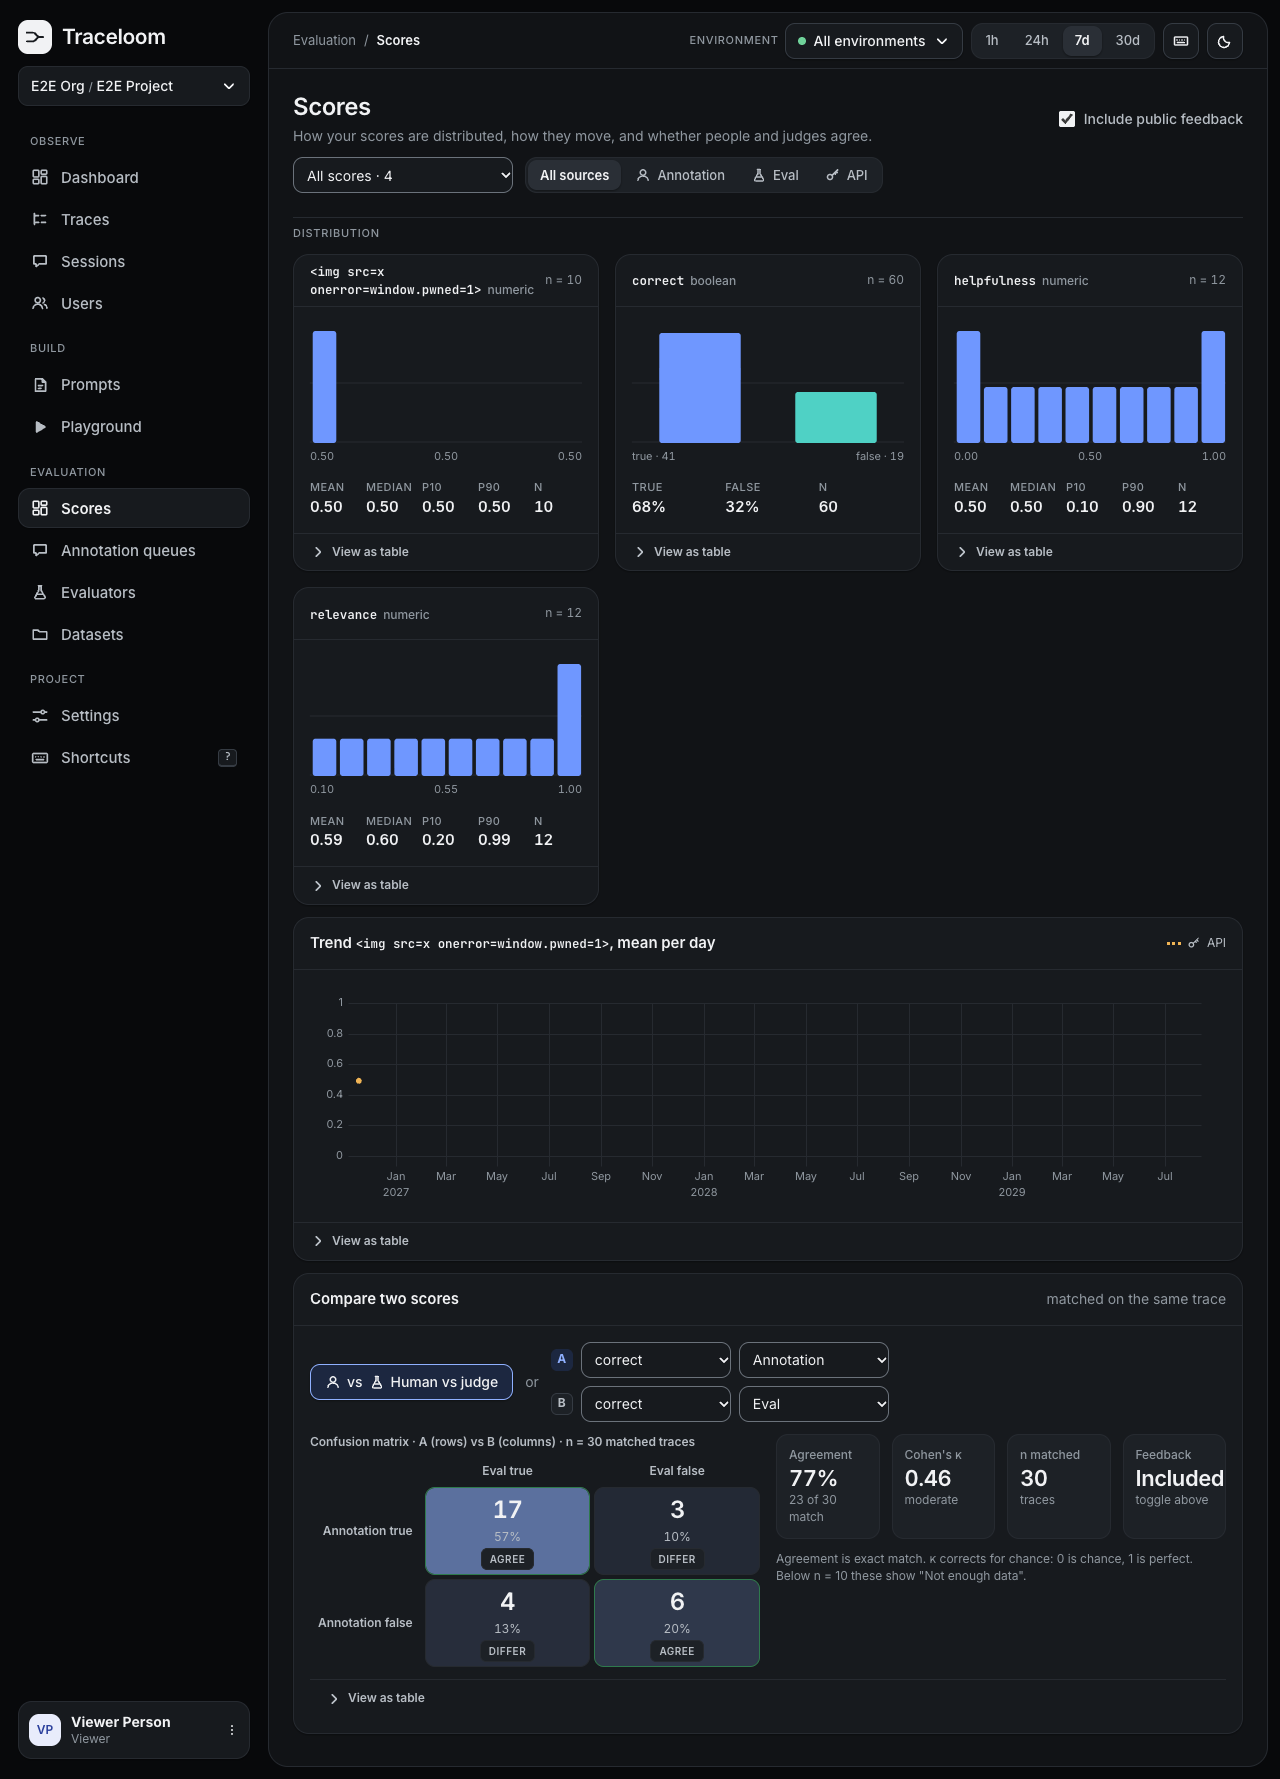 Traceloom
E2E Org / E2E Project
OBSERVE
Dashboard
Traces
Sessions
Users
BUILD
Prompts
Playground
EVALUATION
Scores
Annotation queues
Evaluators
Datasets
PROJECT
Settings
Shortcuts ?
VP Viewer Person
Viewer
Evaluation / Scores
ENVIRONMENT All environments 1h 24h 7d 30d
Scores
How your scores are distributed, how they move, and whether people and judges agree.
Include public feedback
All scores · 4 All sources Annotation Eval API
DISTRIBUTION
<img src=x
onerror=window.pwned=1> numeric n = 10
0.50 0.50 0.50
MEAN MEDIAN P10 P90 N
0.50 0.50 0.50 0.50 10
View as table
correct boolean n = 60
true · 41 false · 19
TRUE FALSE N
68% 32% 60
View as table
helpfulness numeric n = 12
0.00 0.50 1.00
MEAN MEDIAN P10 P90 N
0.50 0.50 0.10 0.90 12
View as table
relevance numeric n = 12
0.10 0.55 1.00
MEAN MEDIAN P10 P90 N
0.59 0.60 0.20 0.99 12
View as table
Trend <img src=x onerror=window.pwned=1>, mean per day API
1
0.8
0.6
0.4
0.2
0
Jan Mar May Jul Sep Nov Jan Mar May Jul Sep Nov Jan Mar May Jul
2027 2028 2029
View as table
Compare two scores matched on the same trace
vs Human vs judge or
A correct Annotation
B correct Eval
Confusion matrix · A (rows) vs B (columns) · n = 30 matched traces
Eval true Eval false
Annotation true
17
57%
AGREE
3
10%
DIFFER
Annotation false
4
13%
DIFFER
6
20%
AGREE
Agreement
77%
23 of 30
match
Cohen's κ
0.46
moderate
n matched
30
traces
Feedback
Included
toggle above
Agreement is exact match. κ corrects for chance: 0 is chance, 1 is perfect.
Below n = 10 these show "Not enough data".
View as table